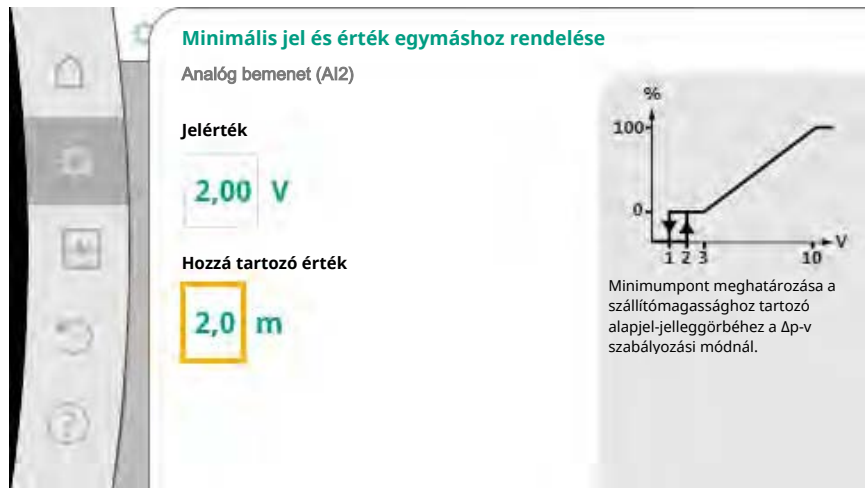 Minimális jel és érték egymáshoz rendelése
Analóg bemenet (AI2)
Jelérték
2,00 V
Hozzá tartozó érték
2,0 m
%
100
0
1 2 3 10 V
Minimumpont meghatározása a
szállítómagassághoz tartozó
alapjel-jelleggörbéhez a Δp-v
szabályozási módnál.
?